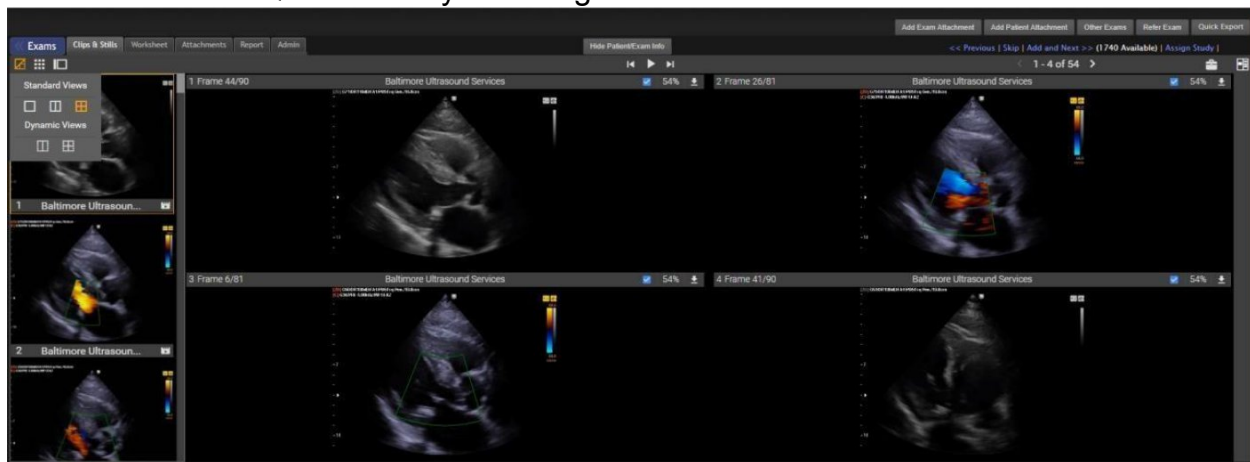 Add Exam Attachment Add Patient Attachment Other Exams Refer Exam Quick Export
<< Exams Clips & Stills Worksheet Attachments Report Admin Hide Patient/Exam Info << Previous | Skip | Add and Next >> (1740 Available) | Assign Study |
< 1 - 4 of 54 >
Standard Views
Dynamic Views
1 Baltimore Ultrasoun...
2 Baltimore Ultrasoun...
1 Frame 44/90 Baltimore Ultrasound Services 54%
2 Frame 26/81 Baltimore Ultrasound Services 54%
3 Frame 6/81 Baltimore Ultrasound Services 54%
4 Frame 41/90 Baltimore Ultrasound Services 54%